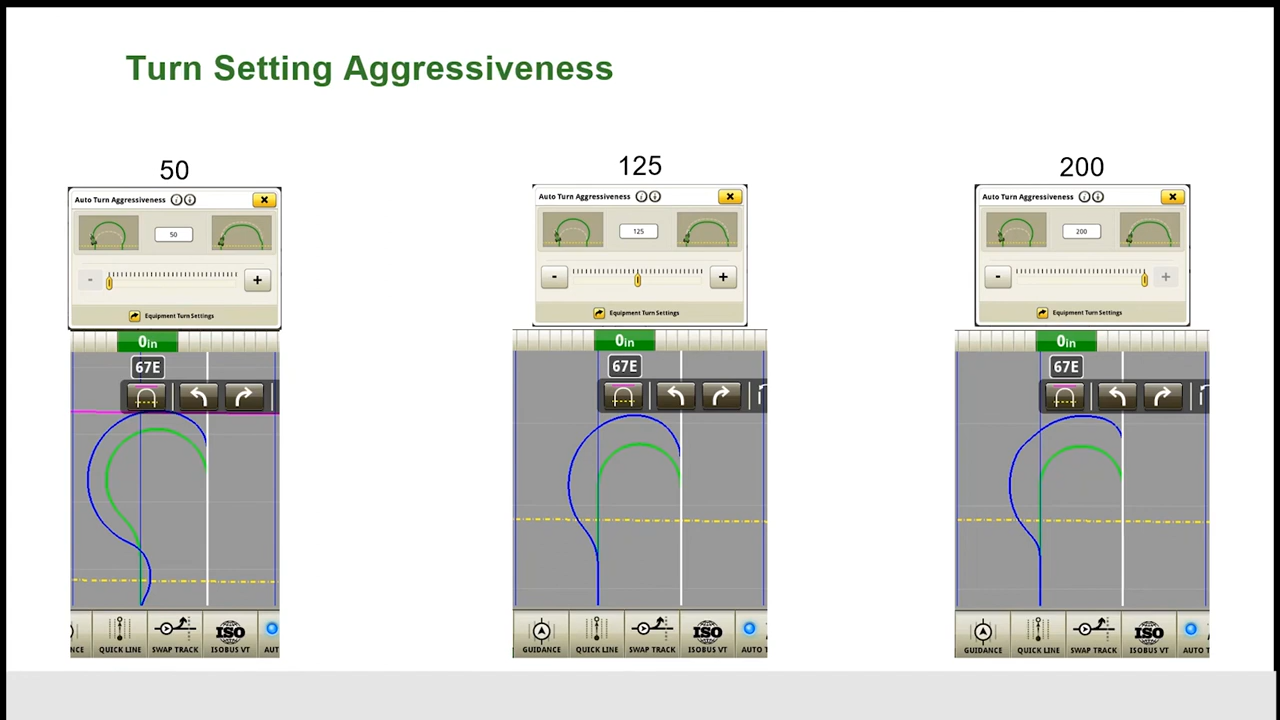 Turn Setting Aggressiveness
50
Auto Turn Aggressiveness
50
- +
Equipment Turn Settings
0in
67E
NCE QUICK LINE SWAP TRACK ISO ISOBUS VT AUT
125
Auto Turn Aggressiveness
125
- +
Equipment Turn Settings
0in
67E
GUIDANCE QUICK LINE SWAP TRACK ISO ISOBUS VT AUTO T
200
Auto Turn Aggressiveness
200
- +
Equipment Turn Settings
0in
67E
GUIDANCE QUICK LINE SWAP TRACK ISO ISOBUS VT AUTO T